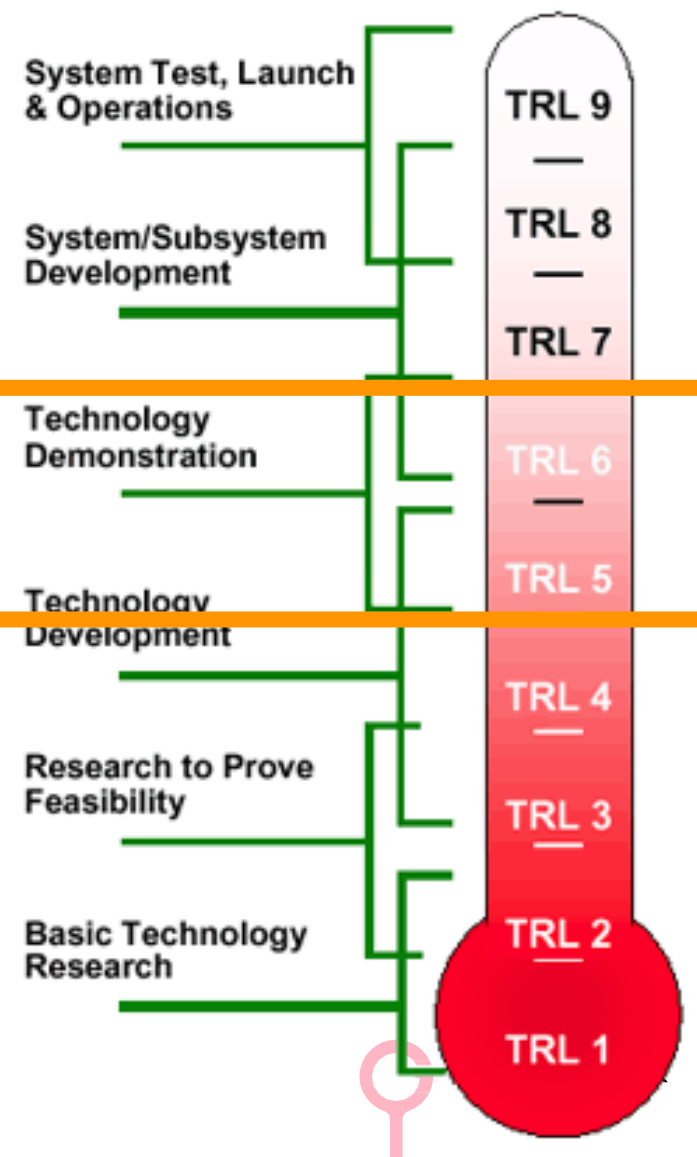 System Test, Launch
& Operations
System/Subsystem
Development
Technology
Demonstration
Technology
Development
Research to Prove
Feasibility
Basic Technology
Research
TRL 9
TRL 8
TRL 7
TRL 6
TRL 5
TRL 4
TRL 3
TRL 2
TRL 1